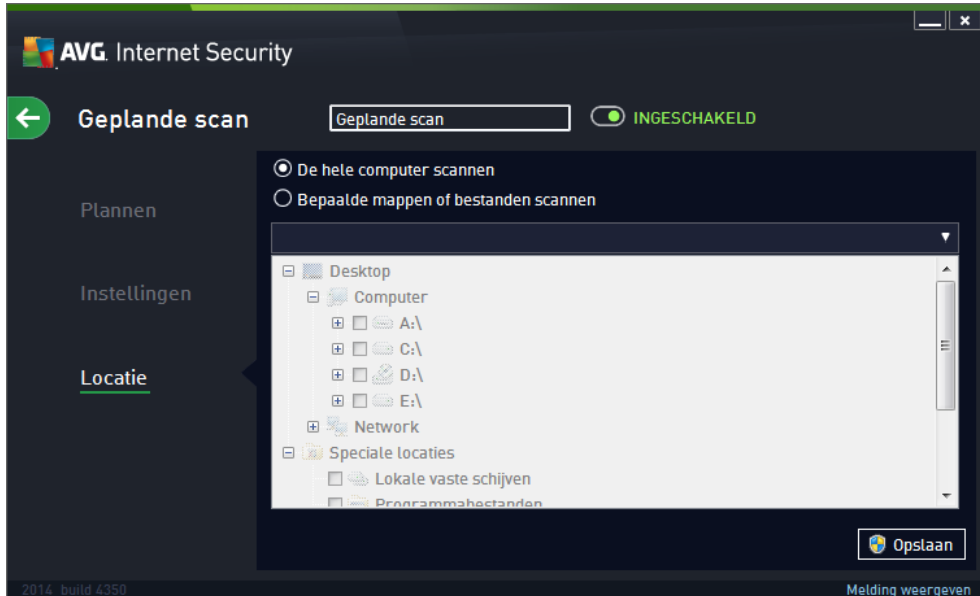 AVG. Internet Security
Geplande scan
Geplande scan
INGESCHAKELD
De hele computer scannen
Bepaalde mappen of bestanden scannen
Plannen
Instellingen
Locatie
Desktop
Computer
A:\
C:\
D:\
E:\
Network
Speciale locaties
Lokale vaste schijven
Programmabestanden
Opslaan
2014 build 4350
Melding weergeven